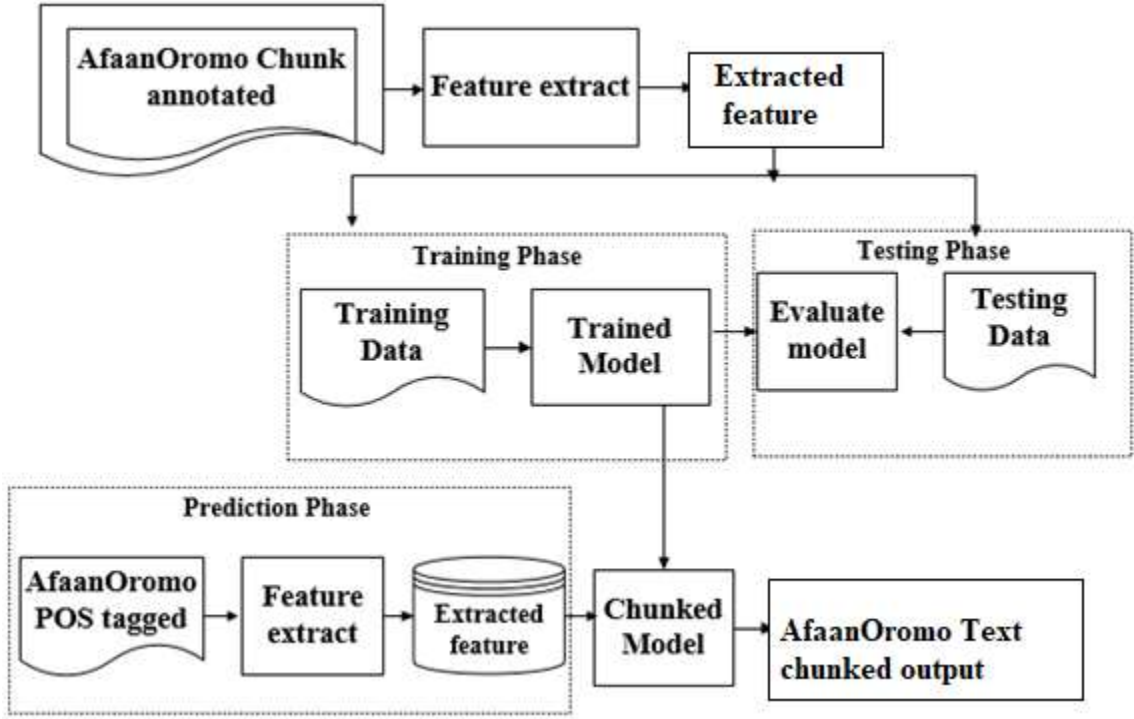 AfaanOromo Chunk
annotated
Feature extract
Extracted
feature
Training Phase
Training
Data
Trained
Model
Testing Phase
Evaluate
model
Testing
Data
Prediction Phase
AfaanOromo
POS tagged
Feature
extract
Extracted
feature
Chunked
Model
AfaanOromo Text
chunked output